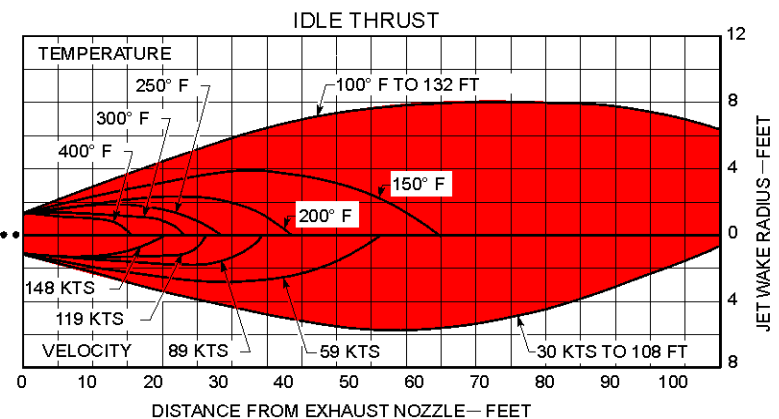 IDLE THRUST
12
TEMPERATURE
250° F
100° F TO 132 FT
8
300° F
400° F
4
150° F
200° F
0
148 KTS
119 KTS
4
VELOCITY
89 KTS
59 KTS
30 KTS TO 108 FT
8
0 10 20 30 40 50 60 70 80 90 100
DISTANCE FROM EXHAUST NOZZLE—FEET
JET WAKE RADIUS—FEET